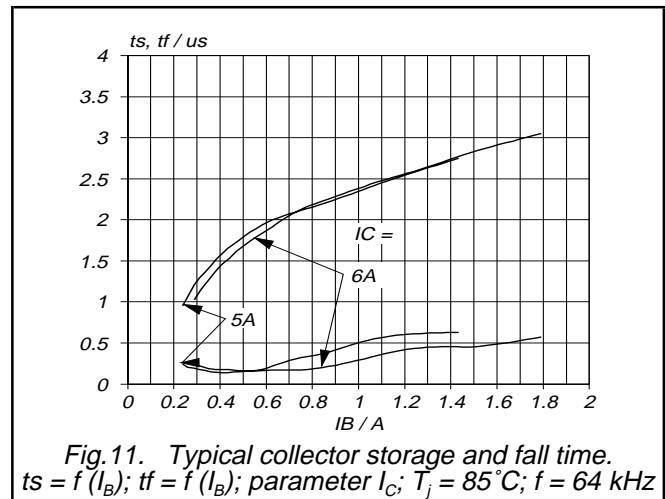 ts, tf / us
4
3.5
3
2.5
2
1.5
1
0.5
0
IC =
6A
5A
0 0.2 0.4 0.6 0.8 1 1.2 1.4 1.6 1.8 2
IB / A
Fig.11. Typical collector storage and fall time.
ts = f (IB); tf = f (IB); parameter IC; Tj = 85˚C; f = 64 kHz